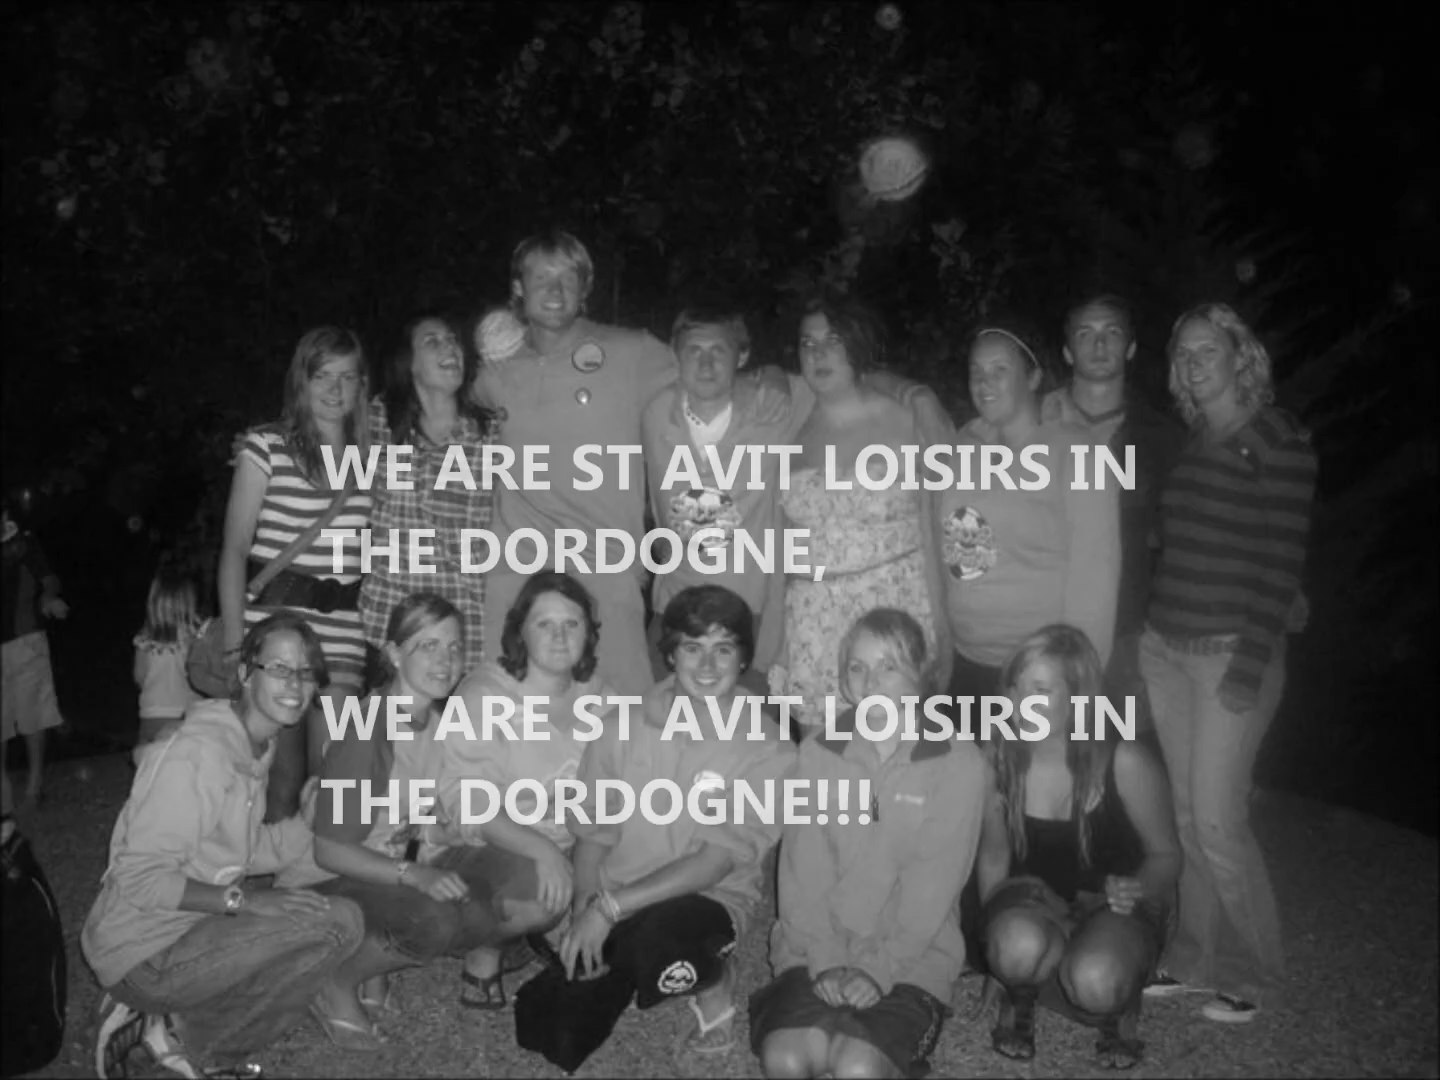 WE ARE ST AVIT LOISIRS IN
THE DORDOGNE,
WE ARE ST AVIT LOISIRS IN
THE DORDOGNE!!!